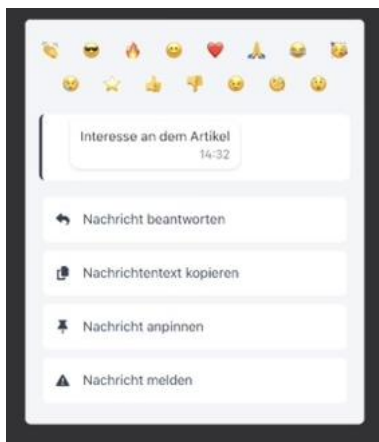 Interesse an dem Artikel
14:32
Nachricht beantworten
Nachrichtentext kopieren
Nachricht anpinnen
Nachricht melden